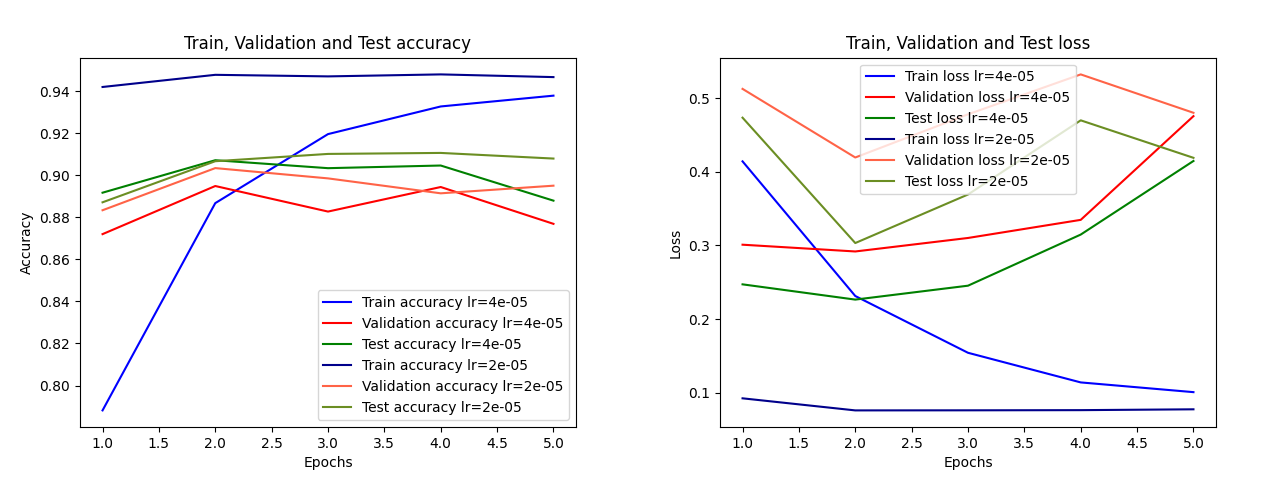 Train, Validation and Test accuracy
Accuracy
0.94
0.92
0.90
0.88
0.86
0.84
0.82
0.80
Train accuracy lr=4e-05
Validation accuracy lr=4e-05
Test accuracy lr=4e-05
Train accuracy lr=2e-05
Validation accuracy lr=2e-05
Test accuracy lr=2e-05
1.0 1.5 2.0 2.5 3.0 3.5 4.0 4.5 5.0
Epochs
Train, Validation and Test loss
Loss
0.5
0.4
0.3
0.2
0.1
Train loss lr=4e-05
Validation loss lr=4e-05
Test loss lr=4e-05
Train loss lr=2e-05
Validation loss lr=2e-05
Test loss lr=2e-05
1.0 1.5 2.0 2.5 3.0 3.5 4.0 4.5 5.0
Epochs